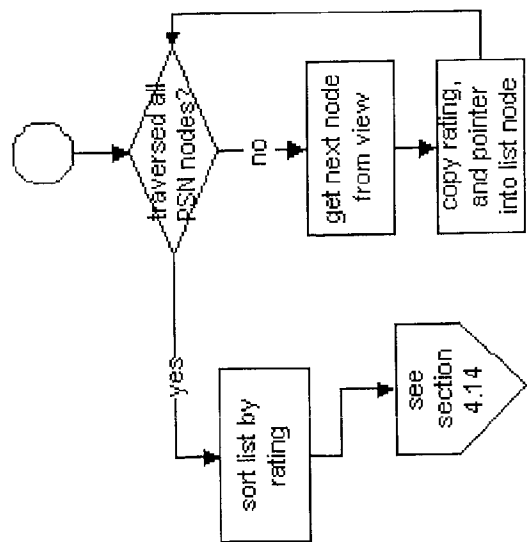 traversed all
PSN nodes?
no
get next node
from view
copy rating,
and pointer
into list node
yes
sort list by
rating
see
section
4.14